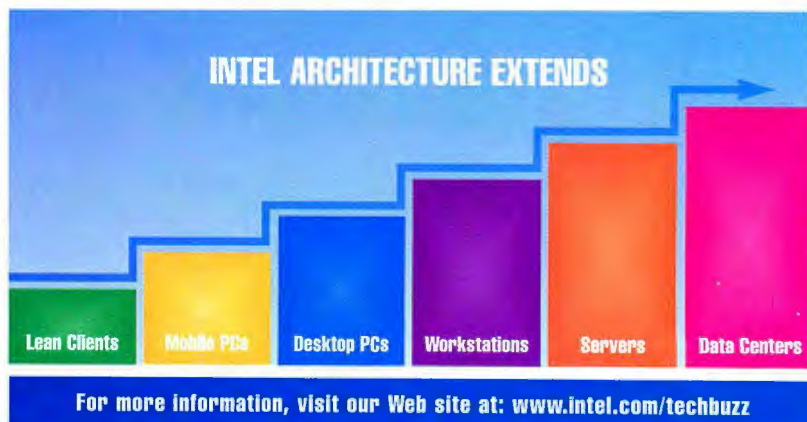 INTEL ARCHITECTURE EXTENDS
Lean Clients
Mobile PCs
Desktop PCs
Workstations
Servers
Data Centers
For more information, visit our Web site at: www.intel.com/techbuzz